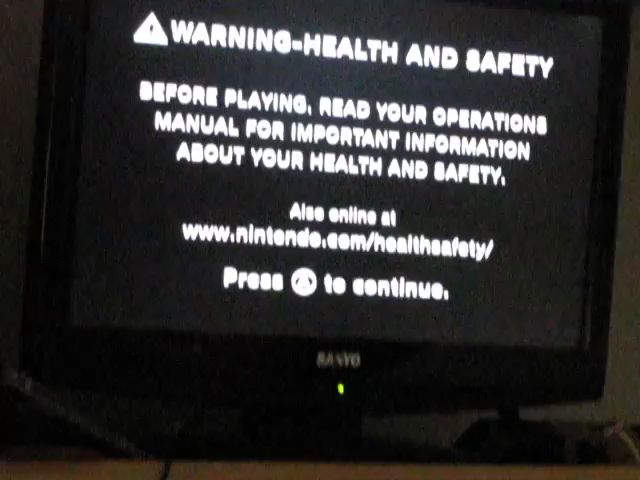 WARNING-HEALTH AND SAFETY
BEFORE PLAYING, READ YOUR OPERATIONS
MANUAL FOR IMPORTANT INFORMATION
ABOUT YOUR HEALTH AND SAFETY.
Also online at
www.nintendo.com/healthsafety/
Press A to continue.
SANYO